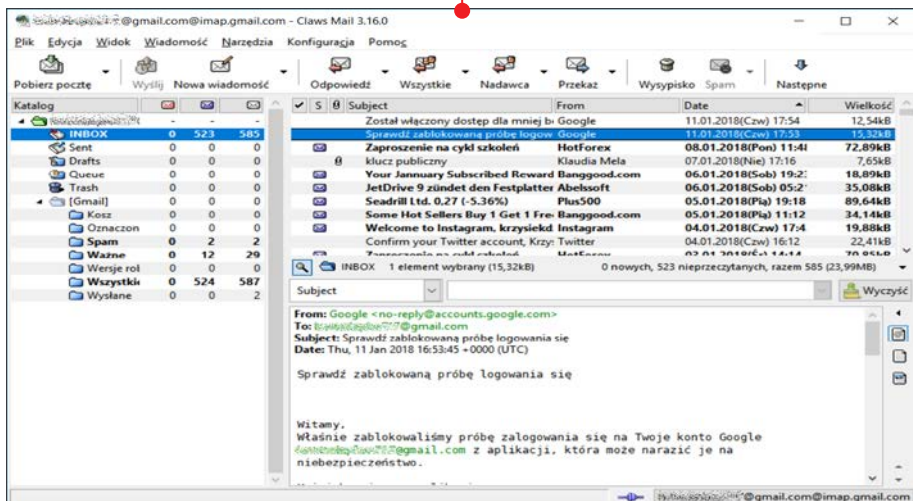 @gmail.com@imap.gmail.com - Claws Mail 3.16.0
Plik Edycja Widok Wiadomość Narzędzia Konfiguracja Pomoc
Pobierz pocztę Wyślij Nowa wiadomość Odpowiedź Wszystkie Nadawca Przekaż Wysypisko Spam Następne
Katalog
- - -
INBOX 0 523 585
Sent 0 0 0
Drafts 0 0 0
Queue 0 0 0
Trash 0 0 0
[Gmail] - - -
Kosz 0 0 0
Oznaczon 0 0 0
Spam 0 2 2
Ważne 0 12 29
Wersje rol 0 0 0
Wszystkie 0 524 587
Wysłane 0 0 2
S Subject From Date Wielkość
Został włączony dostęp dla mniej be Google 11.01.2018(Czw) 17:54 12,54kB
Sprawdź zablokowaną próbę logow Google 11.01.2018(Czw) 17:53 15,32kB
Zaproszenie na cykl szkoleń HotForex 08.01.2018(Pon) 11:4 72,89kB
klucz publiczny Klaudia Mela 07.01.2018(Nie) 17:16 7,65kB
Your Jannuary Subscribed Reward Banggood.com 06.01.2018(Sob) 19:2 18,89kB
JetDrive 9 zündet den Festplatter Abelssoft 06.01.2018(Sob) 05:2 35,08kB
Seadrill Ltd. 0,27 (-5.36%) Plus500 05.01.2018(Pią) 19:18 89,64kB
Some Hot Sellers Buy 1 Get 1 Fre Banggood.com 05.01.2018(Pią) 11:12 34,14kB
Welcome to Instagram, krzysiekd Instagram 04.01.2018(Czw) 17:4 19,88kB
Confirm your Twitter account, Krzy Twitter 04.01.2018(Czw) 16:12 22,41kB
Zaproszenie na cykl szkoleń HotForex 03.01.2018(Śr) 14:14 70,85kB
INBOX 1 element wybrany (15,32kB) 0 nowych, 523 nieprzeczytanych, razem 585 (23,99MB)
Subject Wyczyść
From: Google <no-reply@accounts.google.com>
To: @gmail.com
Subject: Sprawdź zablokowaną próbę logowania się
Date: Thu, 11 Jan 2018 16:53:45 +0000 (UTC)
Sprawdź zablokowaną próbę logowania się
Witamy,
Właśnie zablokowaliśmy próbę zalogowania się na Twoje konto Google
@gmail.com z aplikacji, która może narazić je na
niebezpieczeństwo.
@gmail.com@imap.gmail.com